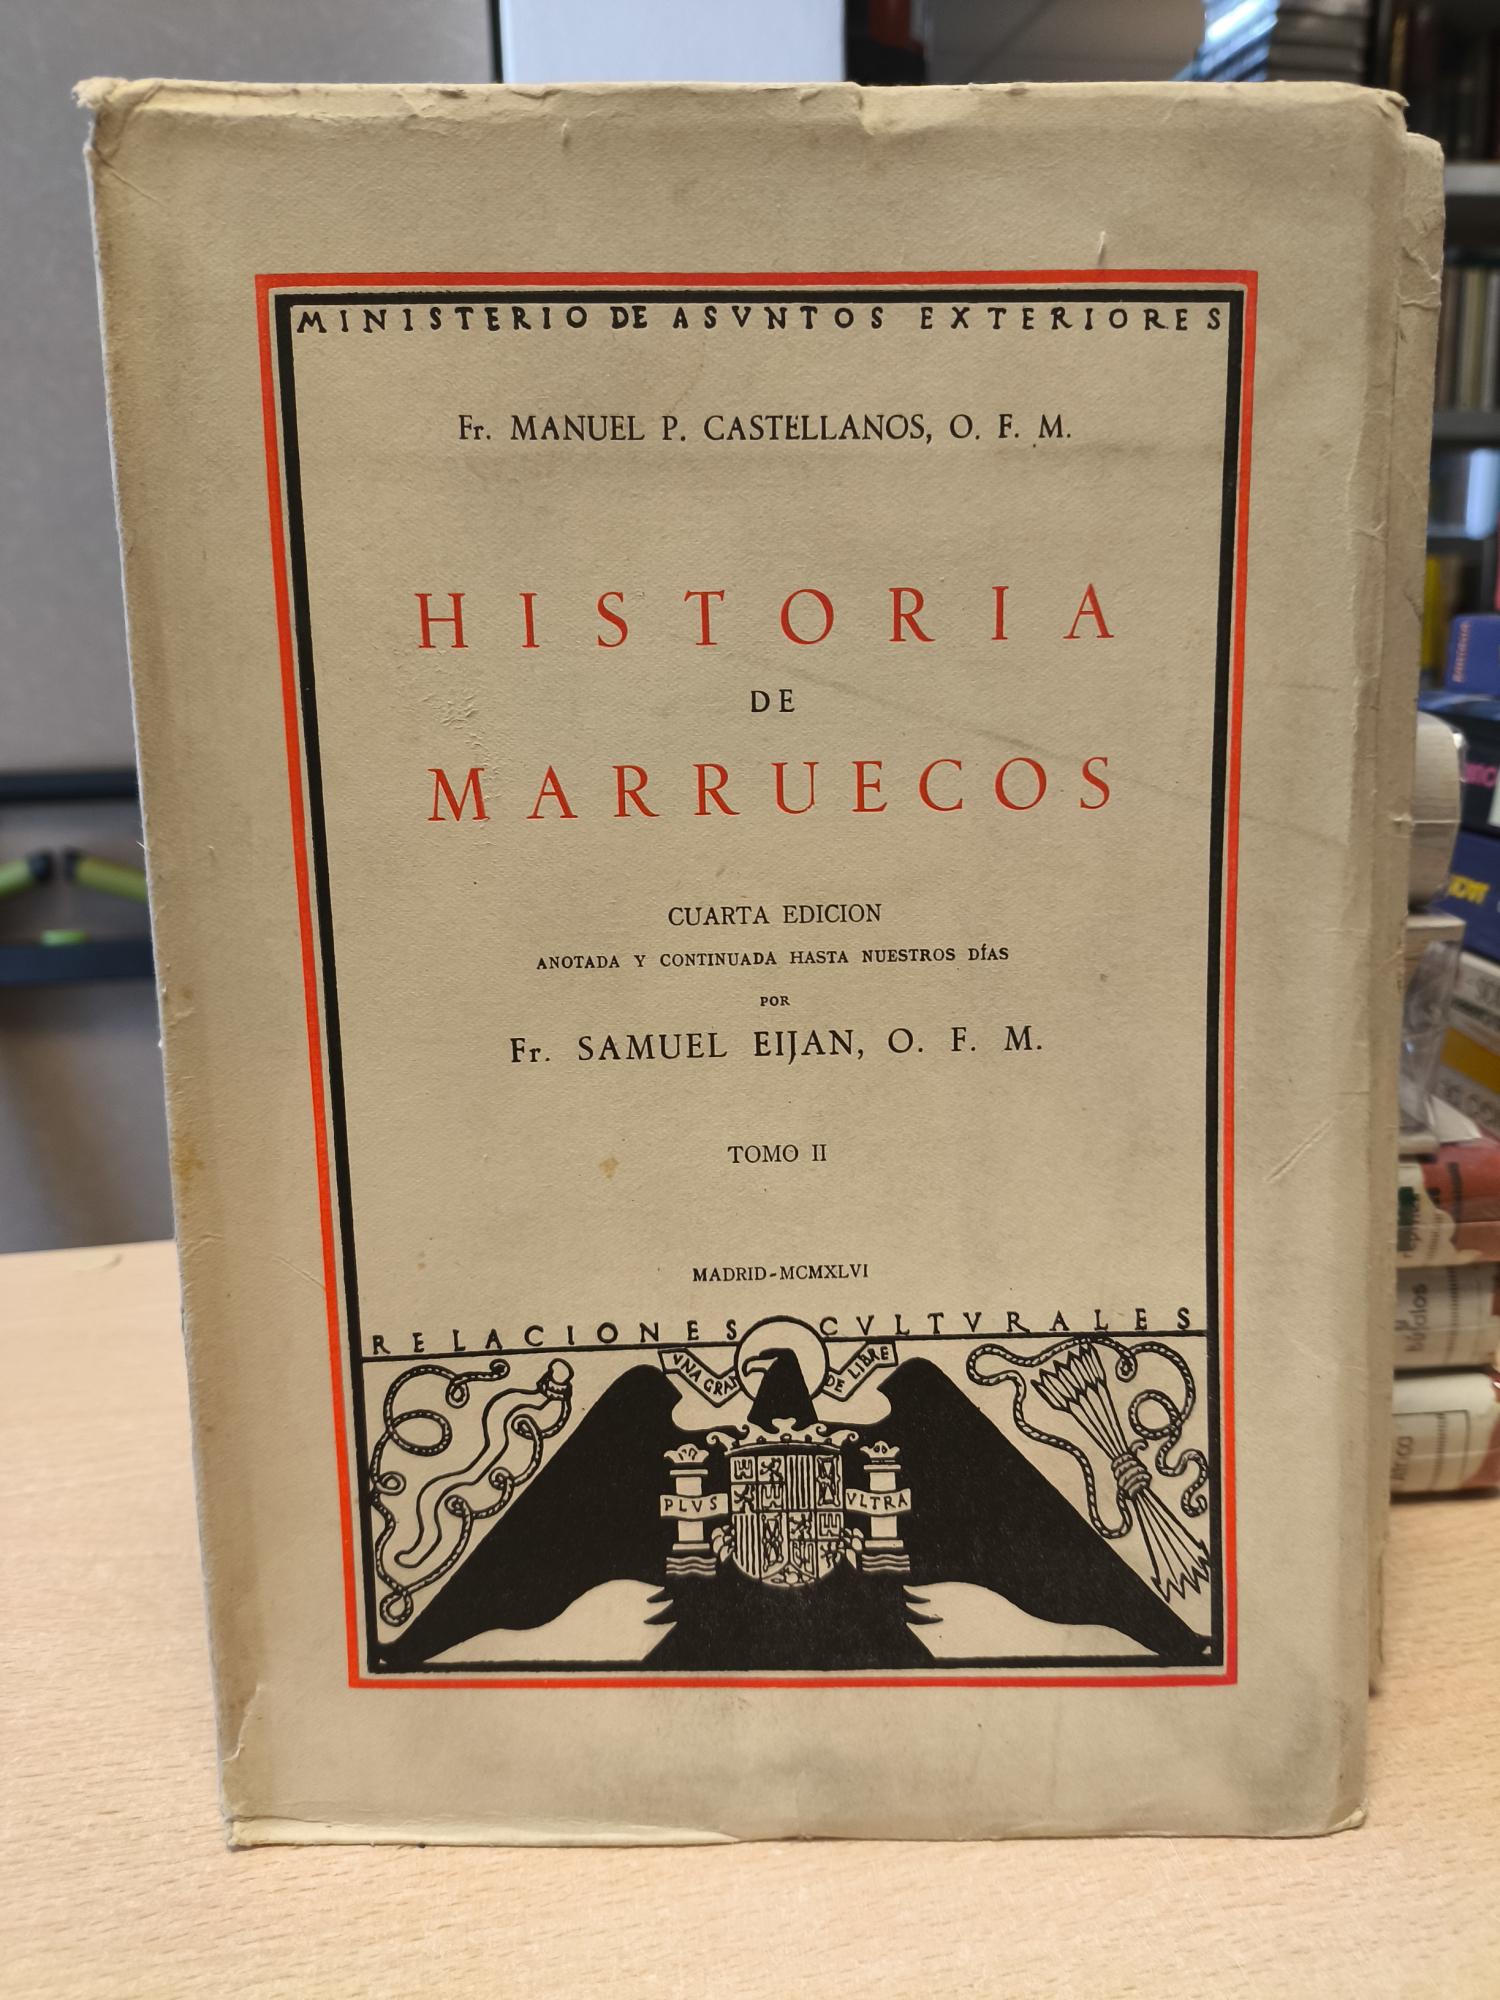 MINISTERIO DE ASVNTOS EXTERIORES
Fr. MANUEL P. CASTELLANOS, O. F. M.
HISTORIA
DE
MARRUECOS
CUARTA EDICION
ANOTADA Y CONTINUADA HASTA NUESTROS DÍAS
POR
Fr. SAMUEL EIJAN, O. F. M.
TOMO II
MADRID-MCMXLVI
RELACIONES CVLTVRALES
VNA GRANDE LIBRE
PLVS VLTRA